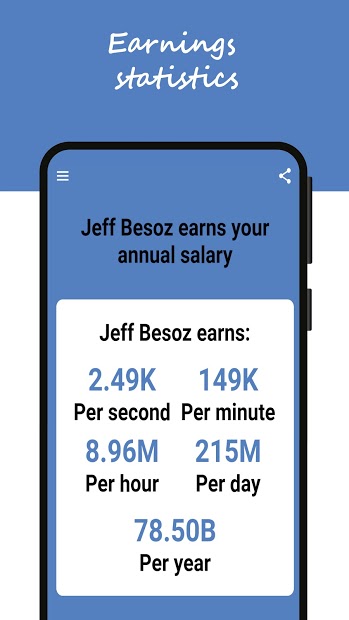 Earnings
statistics
Jeff Besoz earns your
annual salary
Jeff Besoz earns:
2.49K 149K
Per second Per minute
8.96M 215M
Per hour Per day
78.50B
Per year